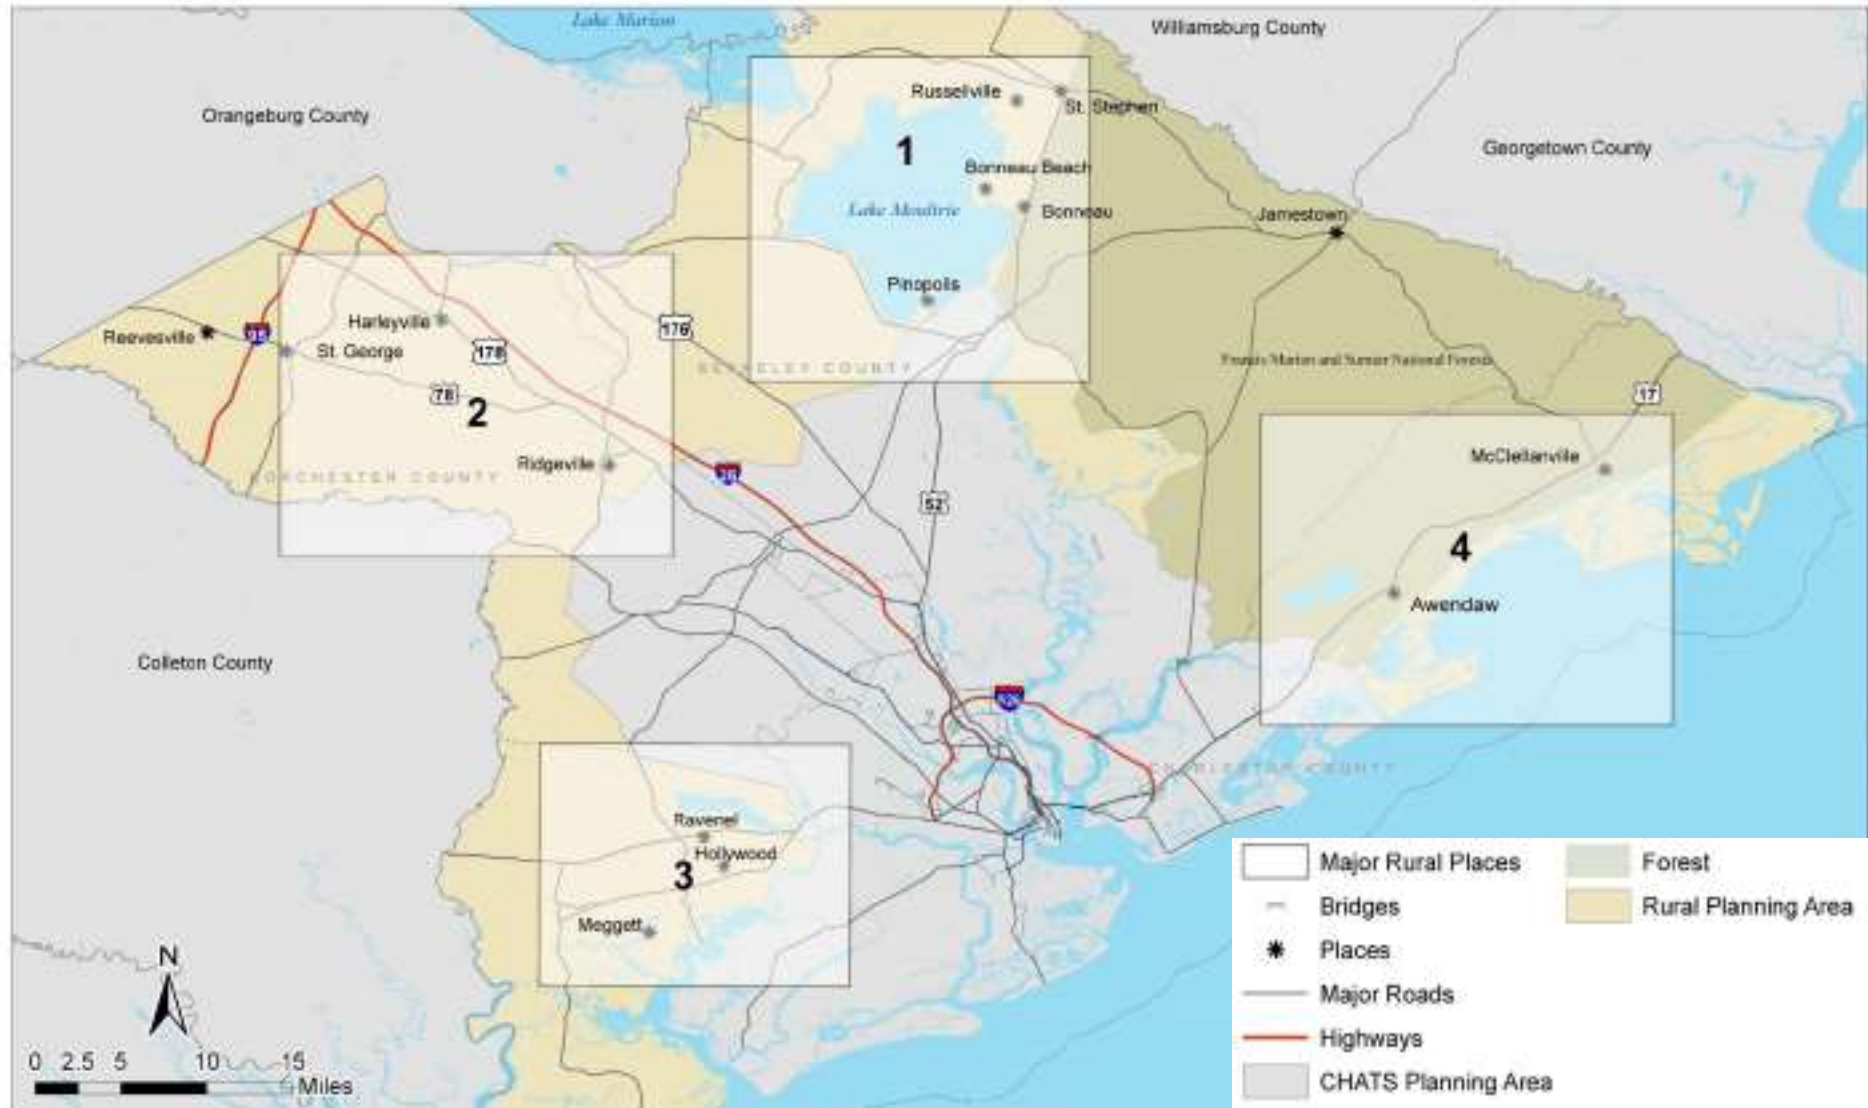 Lake Marion
Williamsburg County
Orangeburg County
Russellville
St. Stephen
1
Georgetown County
Bonneau Beach
Lake Moultrie
Bonneau
Jamestown
Pinopolis
Reevesville
95
Harleyville
St. George
178
176
BERKELEY COUNTY
Francis Marion and Sumter National Forests
78
2
17
Ridgeville
DORCHESTER COUNTY
26
McClellanville
52
4
Awendaw
Colleton County
526
CHARLESTON COUNTY
Ravenel
Hollywood
3
Meggett
N
0 2.5 5 10 15
Miles
Major Rural Places
Bridges
Places
Major Roads
Highways
CHATS Planning Area
Forest
Rural Planning Area